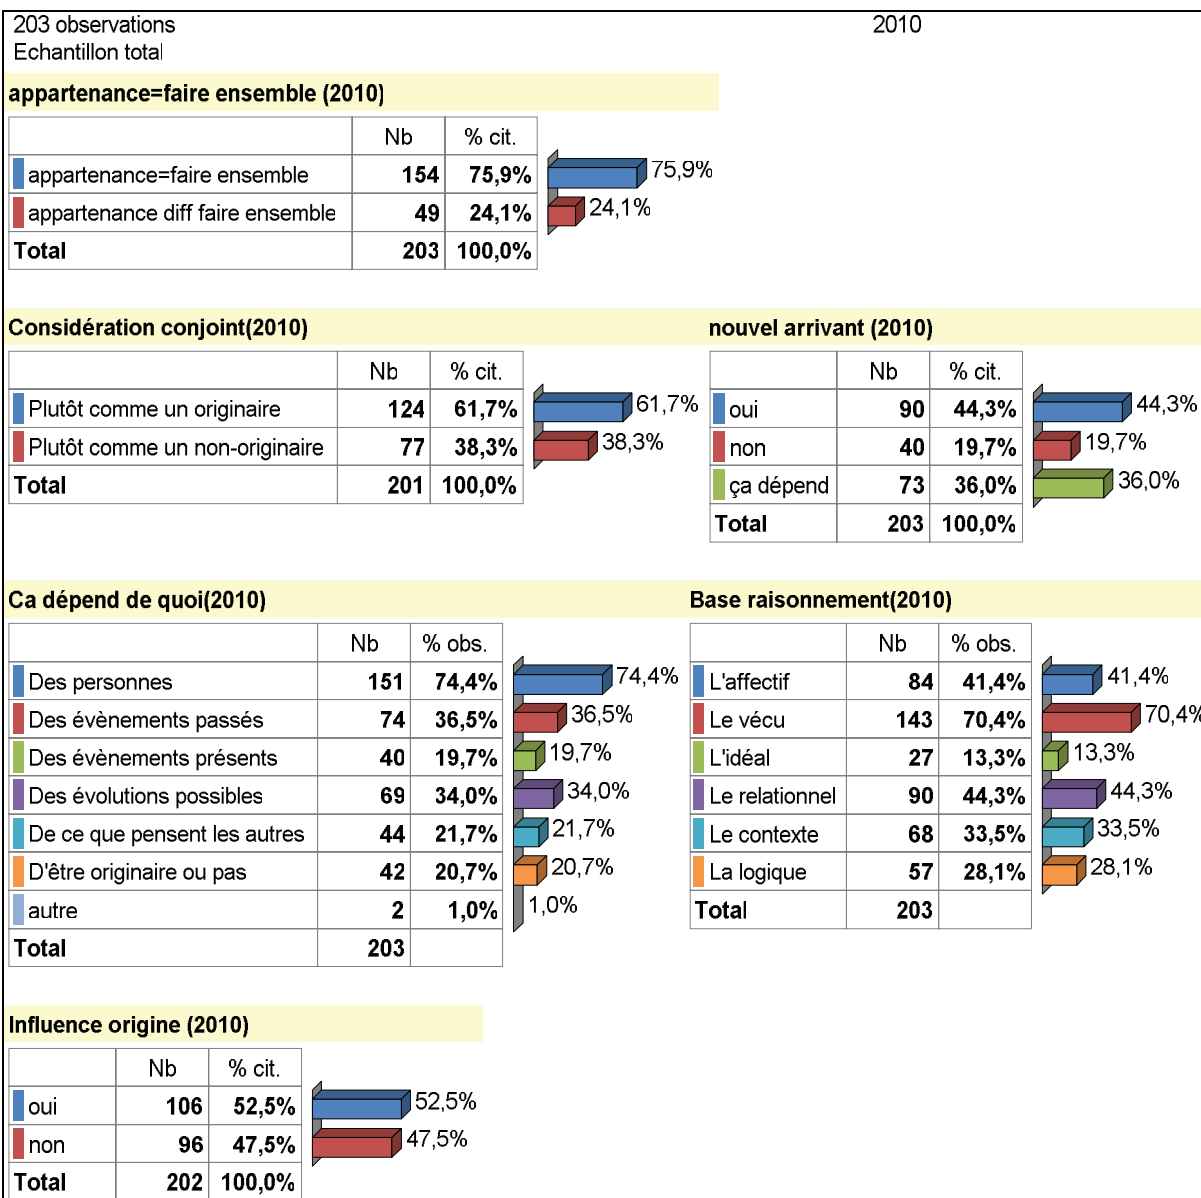 203 observations 2010
Echantillon total
appartenance=faire ensemble (2010)
Nb % cit.
appartenance=faire ensemble 154 75,9% 75,9%
appartenance diff faire ensemble 49 24,1% 24,1%
Total 203 100,0%
Considération conjoint(2010)
Nb % cit.
Plutôt comme un originaire 124 61,7% 61,7%
Plutôt comme un non-originaire 77 38,3% 38,3%
Total 201 100,0%
nouvel arrivant (2010)
Nb % cit.
oui 90 44,3% 44,3%
non 40 19,7% 19,7%
ça dépend 73 36,0% 36,0%
Total 203 100,0%
Ca dépend de quoi(2010)
Nb % obs.
Des personnes 151 74,4% 74,4%
Des évènements passés 74 36,5% 36,5%
Des évènements présents 40 19,7% 19,7%
Des évolutions possibles 69 34,0% 34,0%
De ce que pensent les autres 44 21,7% 21,7%
D'être originaire ou pas 42 20,7% 20,7%
autre 2 1,0% 1,0%
Total 203
Base raisonnement(2010)
Nb % obs.
L'affectif 84 41,4% 41,4%
Le vécu 143 70,4% 70,4%
L'idéal 27 13,3% 13,3%
Le relationnel 90 44,3% 44,3%
Le contexte 68 33,5% 33,5%
La logique 57 28,1% 28,1%
Total 203
Influence origine (2010)
Nb % cit.
oui 106 52,5% 52,5%
non 96 47,5% 47,5%
Total 202 100,0%